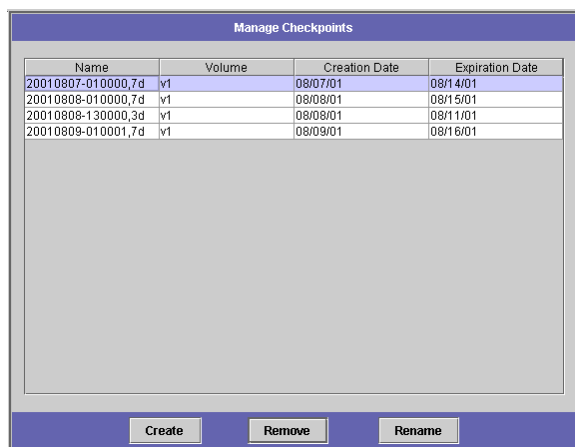 Manage Checkpoints
Name Volume Creation Date Expiration Date
20010807-010000,7d v1 08/07/01 08/14/01
20010808-010000,7d v1 08/08/01 08/15/01
20010808-130000,3d v1 08/08/01 08/11/01
20010809-010001,7d v1 08/09/01 08/16/01
Create Remove Rename